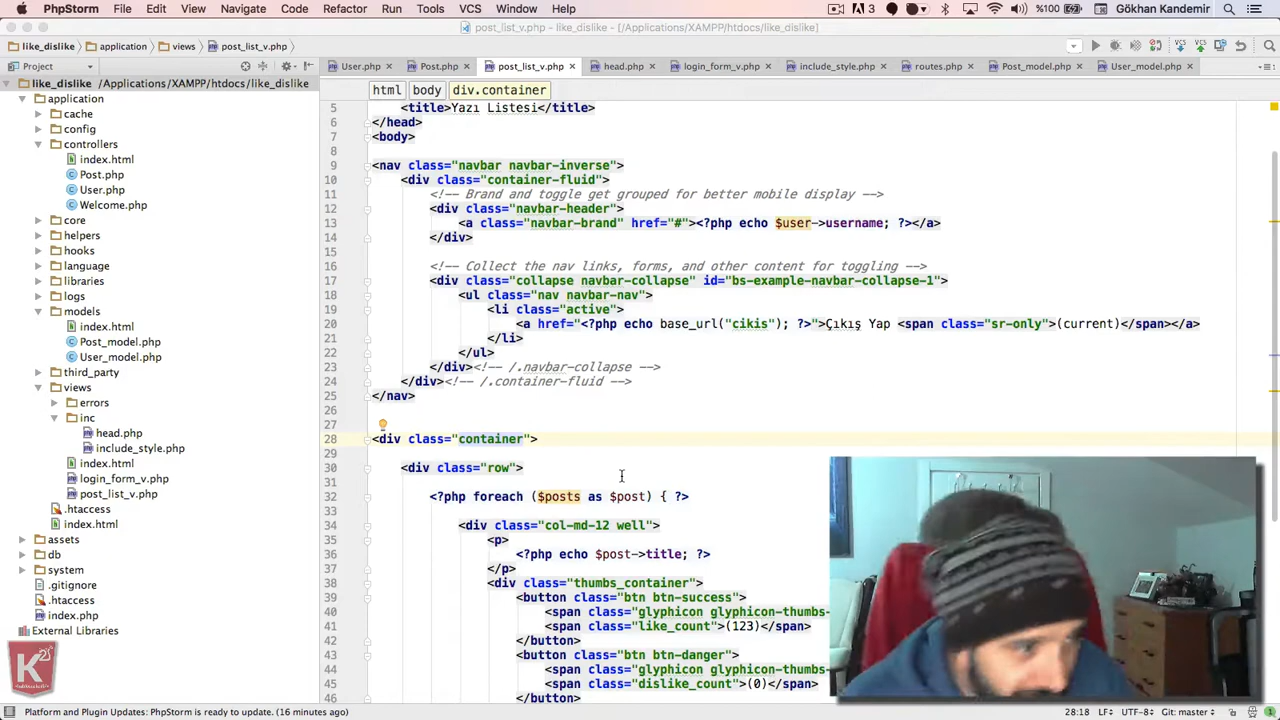 PhpStorm File Edit View Navigate Code Refactor Run Tools VCS Window Help 3 %100 Gökhan Kandemir
post_list_v.php - [/Applications/XAMPP/htdocs/like_dislike]
like_dislike application views post_list_v.php
Project
User.php Post.php post_list_v.php head.php login_form_v.php include_style.php routes.php Post_model.php User_model.php
like_dislike /Applications/XAMPP/htdocs/like_dislike
application
cache
config
controllers
index.html
Post.php
User.php
Welcome.php
core
helpers
hooks
language
libraries
logs
models
index.html
Post_model.php
User_model.php
third_party
views
errors
inc
head.php
include_style.php
index.html
login_form_v.php
post_list_v.php
.htaccess
index.html
assets
db
system
.gitignore
.htaccess
index.php
External Libraries
html body div.container
5 <title>Yazı Listesi</title>
6 </head>
7 <body>
8
9 <nav class="navbar navbar-inverse">
10 <div class="container-fluid">
11 <!-- Brand and toggle get grouped for better mobile display -->
12 <div class="navbar-header">
13 <a class="navbar-brand" href="#"><?php echo $user->username; ?></a>
14 </div>
15
16 <!-- Collect the nav links, forms, and other content for toggling -->
17 <div class="collapse navbar-collapse" id="bs-example-navbar-collapse-1">
18 <ul class="nav navbar-nav">
19 <li class="active">
20 <a href="<?php echo base_url("cikis"); ?>">Çıkış Yap <span class="sr-only">(current)</span></a>
21 </li>
22 </ul>
23 </div><!-- /.navbar-collapse -->
24 </div><!-- /.container-fluid -->
25 </nav>
26
27
28 <div class="container">
29
30 <div class="row">
31
32 <?php foreach ($posts as $post) { ?>
33
34 <div class="col-md-12 well">
35 <p>
36 <?php echo $post->title; ?>
37 </p>
38 <div class="thumbs_container">
39 <button class="btn btn-success">
40 <span class="glyphicon glyphicon-thumbs-
41 <span class="like_count">(123)</span>
42 </button>
43 <button class="btn btn-danger">
44 <span class="glyphicon glyphicon-thumbs-
45 <span class="dislike_count">(0)</span>
46 </button>
K
Platform and Plugin Updates: PhpStorm is ready to update. (16 minutes ago) 28:18 LF UTF-8 Git: master 1